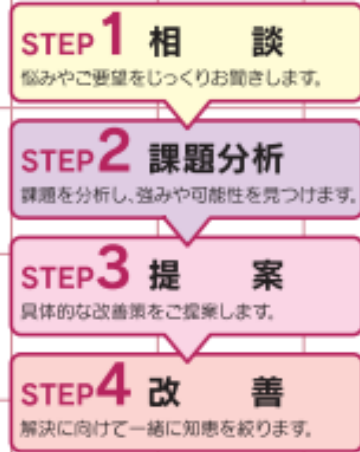 STEP1 相 談
悩みやご要望をじっくりお聞きします。
STEP2 課題分析
課題を分析し、強みや可能性を見つけます。
STEP3 提 案
具体的な改善策をご提案します。
STEP4 改 善
解決に向けて一緒に知恵を絞ります。